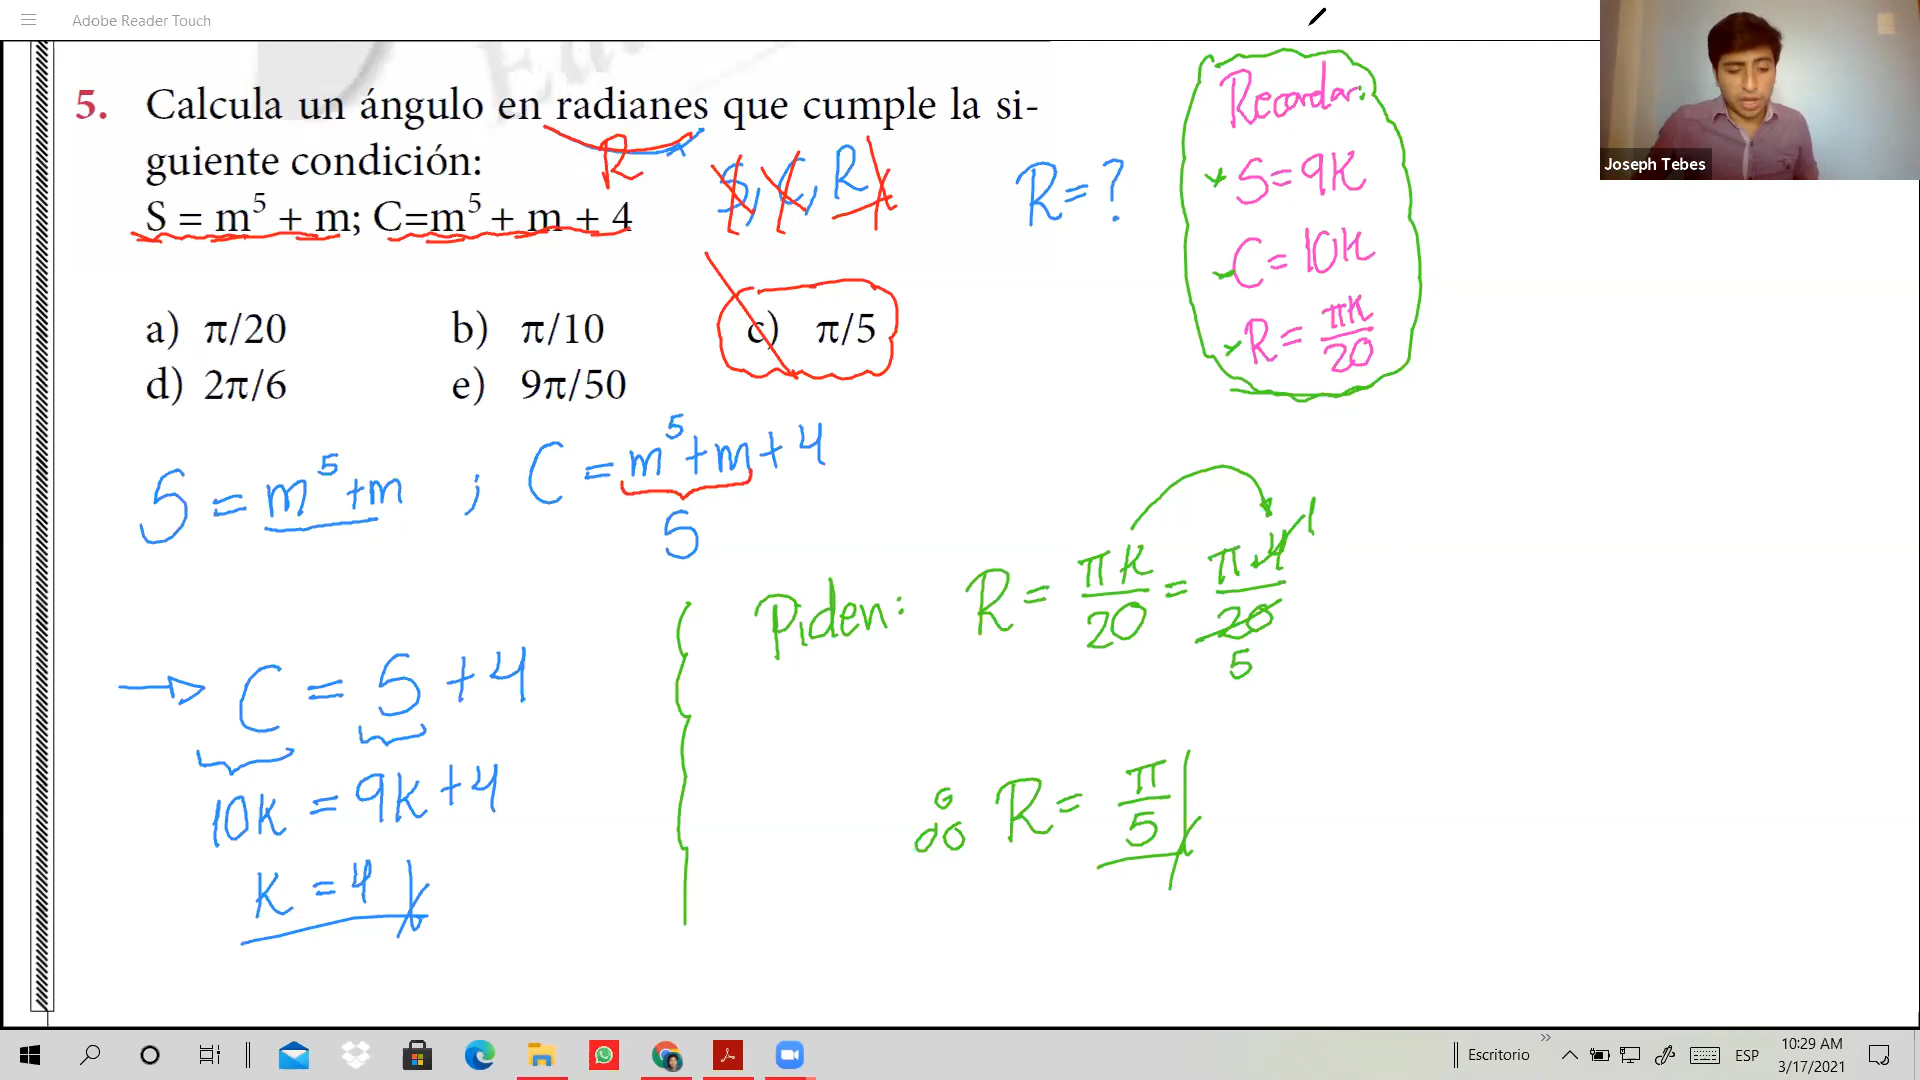 Adobe Reader Touch
5. Calcula un ángulo en radianes que cumple la si-
guiente condición:
S = m⁵ + m; C=m⁵ + m + 4
R
S, C, R
R = ?
a) π/20
b) π/10
c) π/5
d) 2π/6
e) 9π/50
Recordar:
S = 9K
C = 10K
R = πK/20
Joseph Tebes
S = m⁵ + m ; C = m⁵ + m + 4
S
C = S + 4
10K = 9K + 4
K = 4
Piden: R = πK/20 = π.4/20
1
5
R = π/5
Escritorio
ESP
10:29 AM
3/17/2021